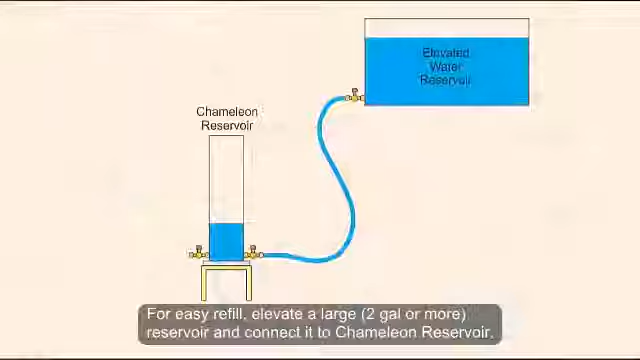 Elevated
Water
Reservoir
Chameleon
Reservoir
For easy refill, elevate a large (2 gal or more)
reservoir and connect it to Chameleon Reservoir.